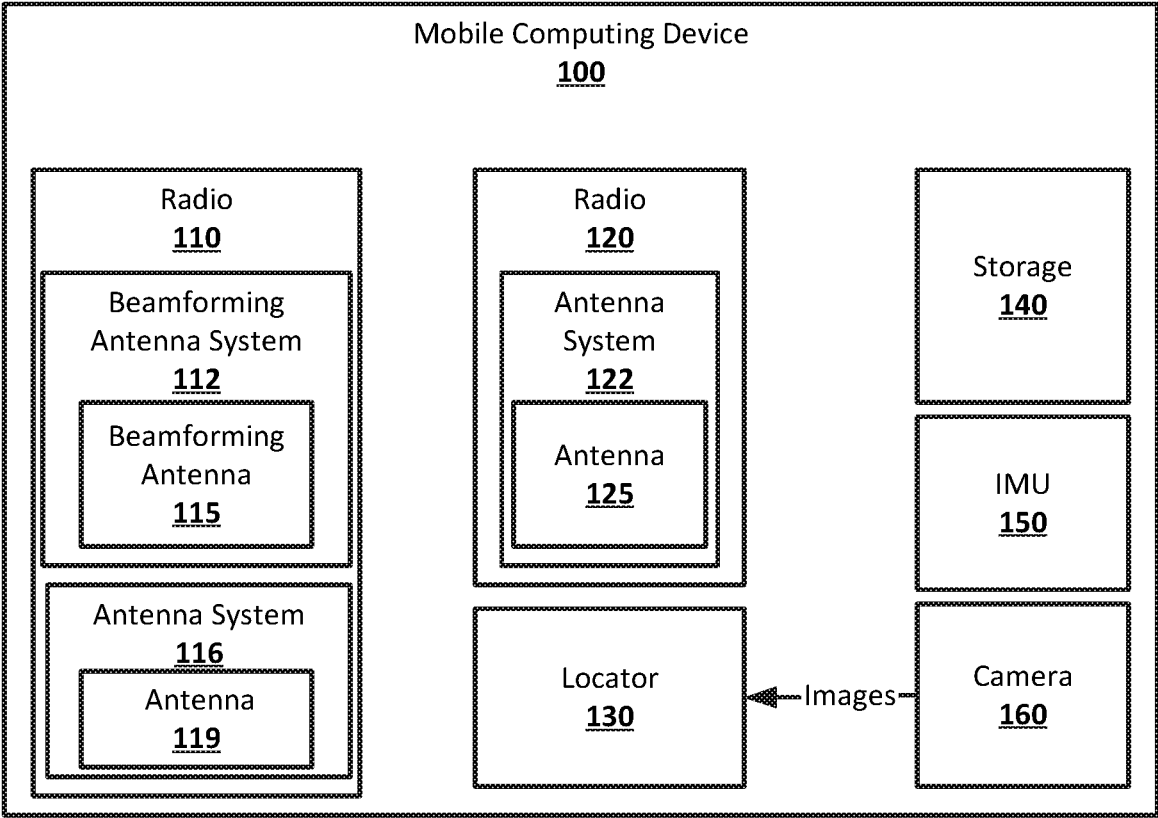 Mobile Computing Device
100
Radio
110
Beamforming
Antenna System
112
Beamforming
Antenna
115
Antenna System
116
Antenna
119
Radio
120
Antenna
System
122
Antenna
125
Locator
130
Images
Storage
140
IMU
150
Camera
160